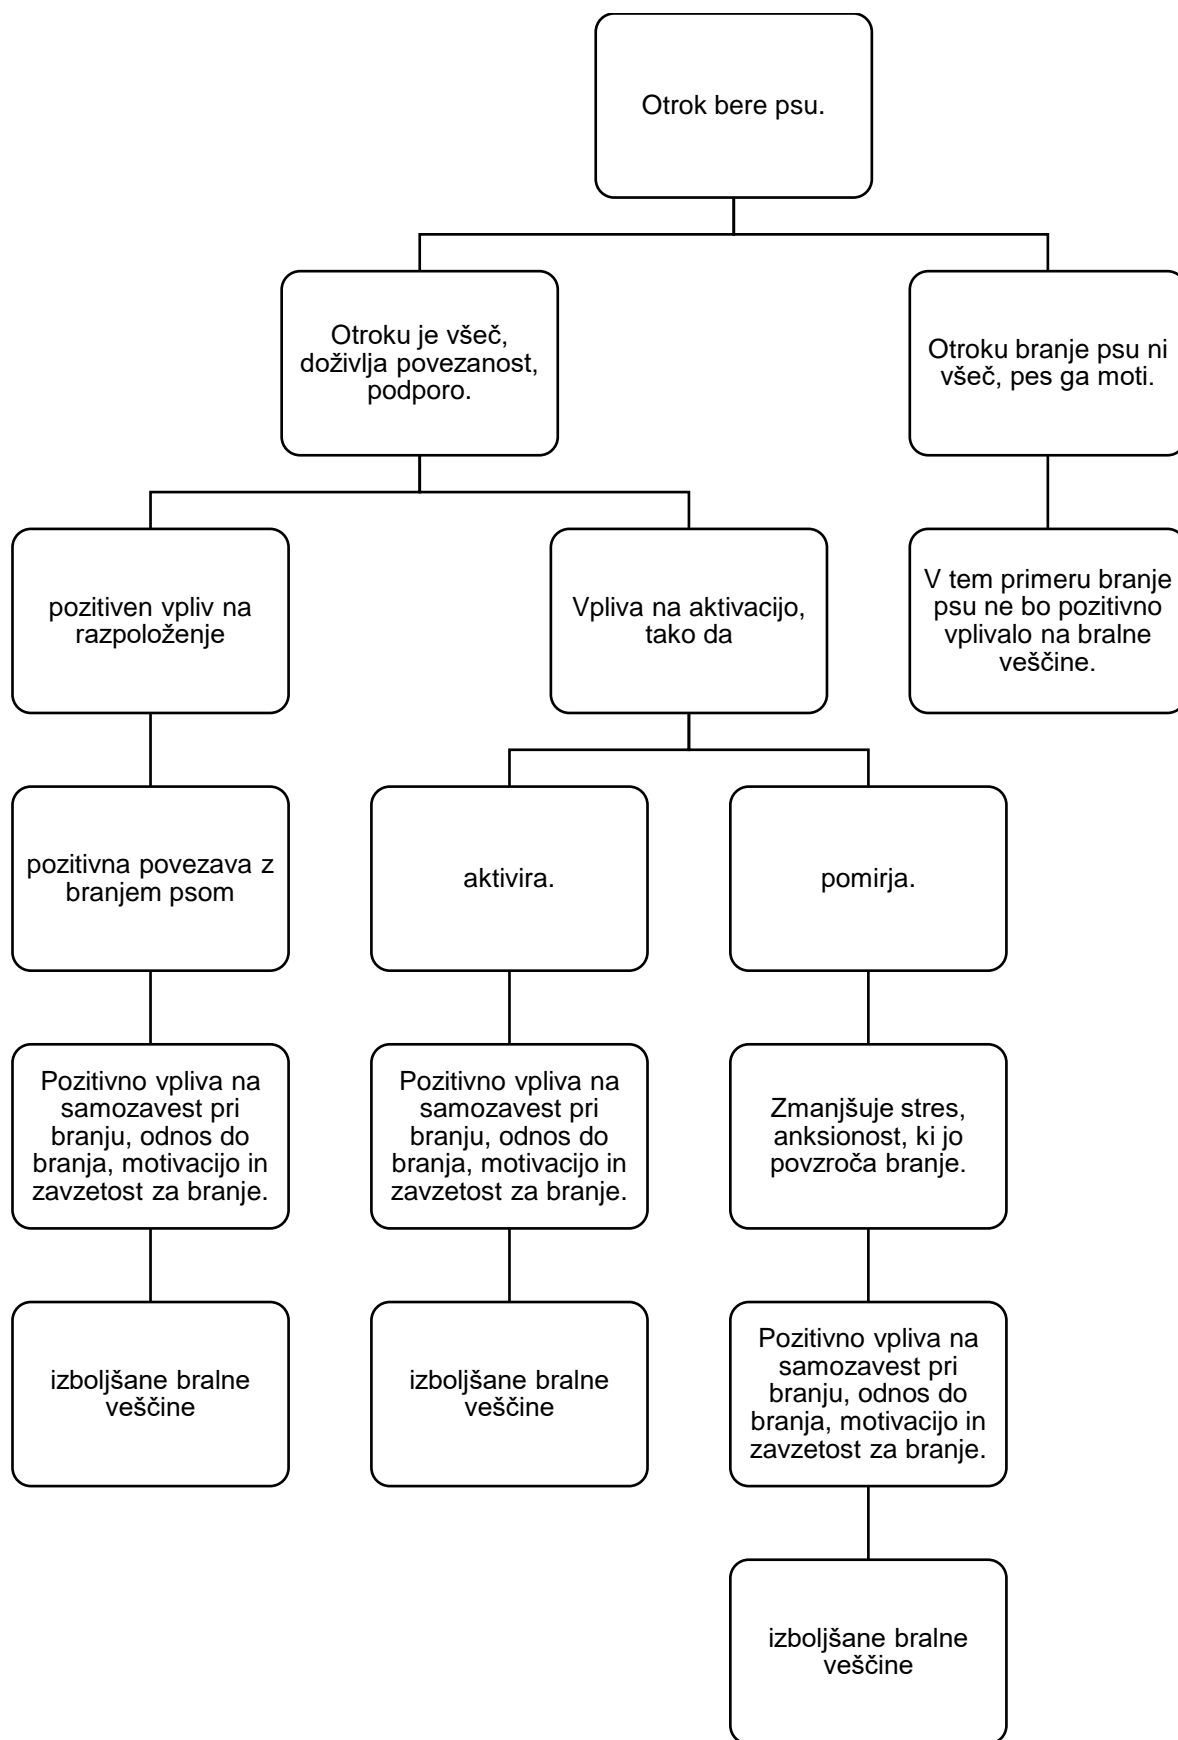 Otrok bere psu.
Otroku je všeč,
doživlja povezanost,
podporo.
Otroku branje psu ni
všeč, pes ga moti.
pozitiven vpliv na
razpoloženje
Vpliva na aktivacijo,
tako da
V tem primeru branje
psu ne bo pozitivno
vplivalo na bralne
veščine.
pozitivna povezava z
branjem psom
aktivira.
pomirja.
Pozitivno vpliva na
samozavest pri
branju, odnos do
branja, motivacijo in
zavzetost za branje.
Pozitivno vpliva na
samozavest pri
branju, odnos do
branja, motivacijo in
zavzetost za branje.
Zmanjšuje stres,
anksionost, ki jo
povzroča branje.
izboljšane bralne
veščine
izboljšane bralne
veščine
Pozitivno vpliva na
samozavest pri
branju, odnos do
branja, motivacijo in
zavzetost za branje.
izboljšane bralne
veščine